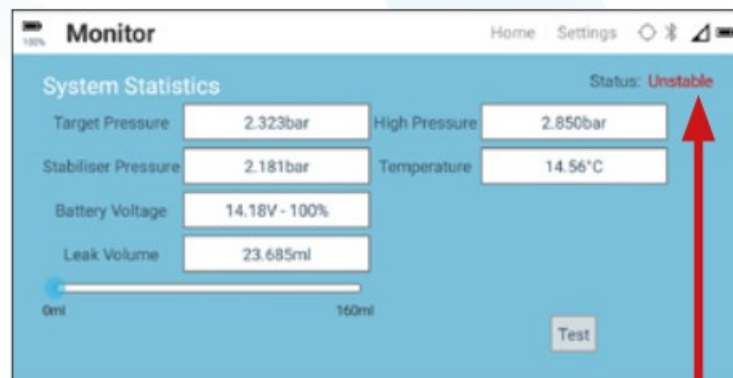 100% Monitor Home Settings
System Statistics Status: Unstable
Target Pressure 2.323bar High Pressure 2.850bar
Stabiliser Pressure 2.181bar Temperature 14.56°C
Battery Voltage 14.18V - 100%
Leak Volume 23.685ml
0ml 160ml
Test